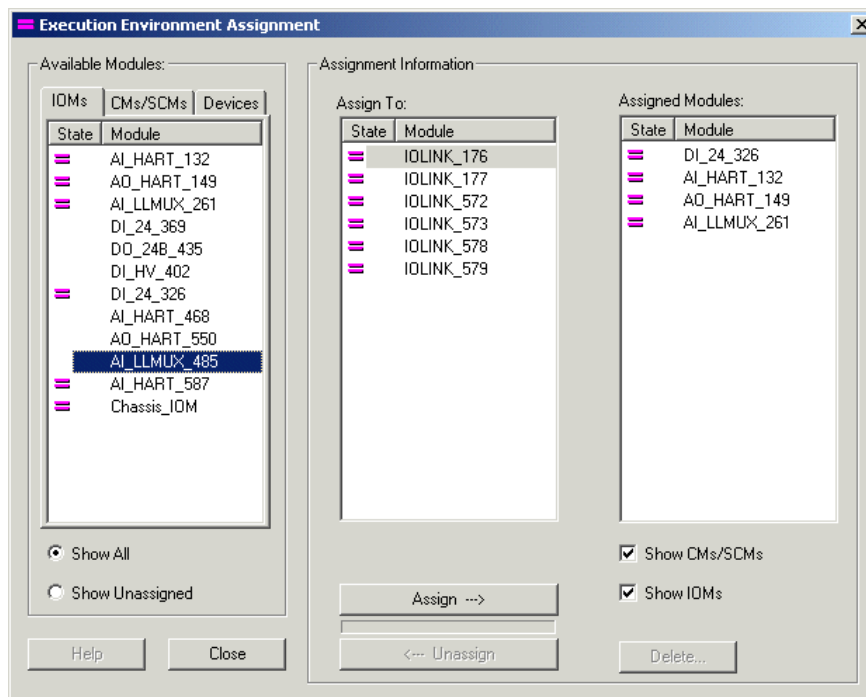 Execution Environment Assignment
Available Modules:
IOMs CMs/SCMs Devices
State Module
AI_HART_132
AO_HART_149
AI_LLMUX_261
DI_24_369
DO_24B_435
DI_HV_402
DI_24_326
AI_HART_468
AO_HART_550
AI_LLMUX_485
AI_HART_587
Chassis_IOM
Show All
Show Unassigned
Help
Close
Assignment Information
Assign To:
State Module
IOLINK_176
IOLINK_177
IOLINK_572
IOLINK_573
IOLINK_578
IOLINK_579
Assign --->
<--- Unassign
Assigned Modules:
State Module
DI_24_326
AI_HART_132
AO_HART_149
AI_LLMUX_261
Show CMs/SCMs
Show IOMs
Delete...